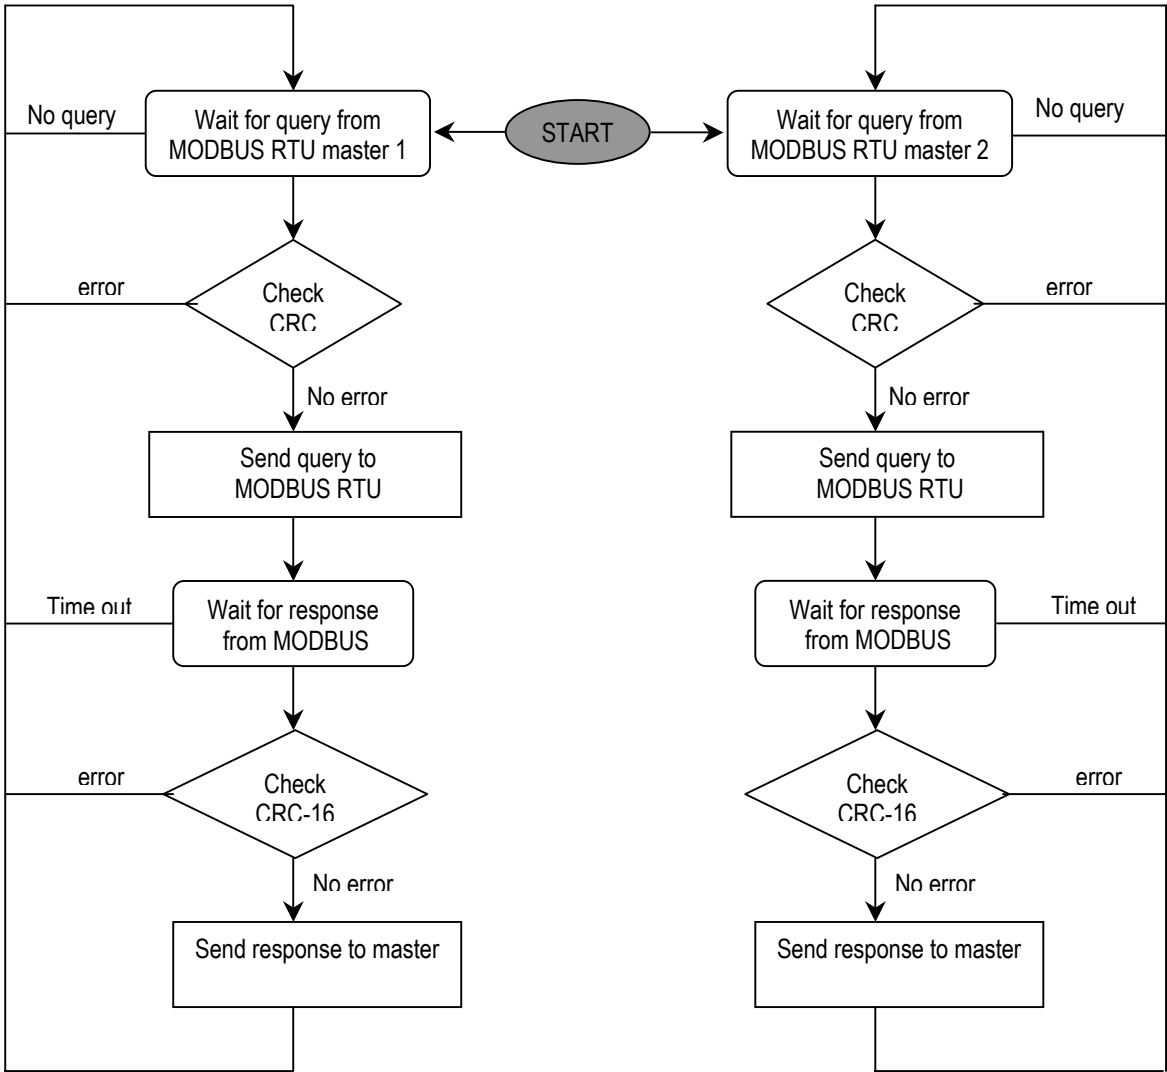 No query
Wait for query from
MODBUS RTU master 1
START
Wait for query from
MODBUS RTU master 2
No query
error
Check
CRC
Check
CRC
error
No error
No error
Send query to
MODBUS RTU
Send query to
MODBUS RTU
Time out
Wait for response
from MODBUS
Wait for response
from MODBUS
Time out
error
Check
CRC-16
Check
CRC-16
error
No error
No error
Send response to master
Send response to master